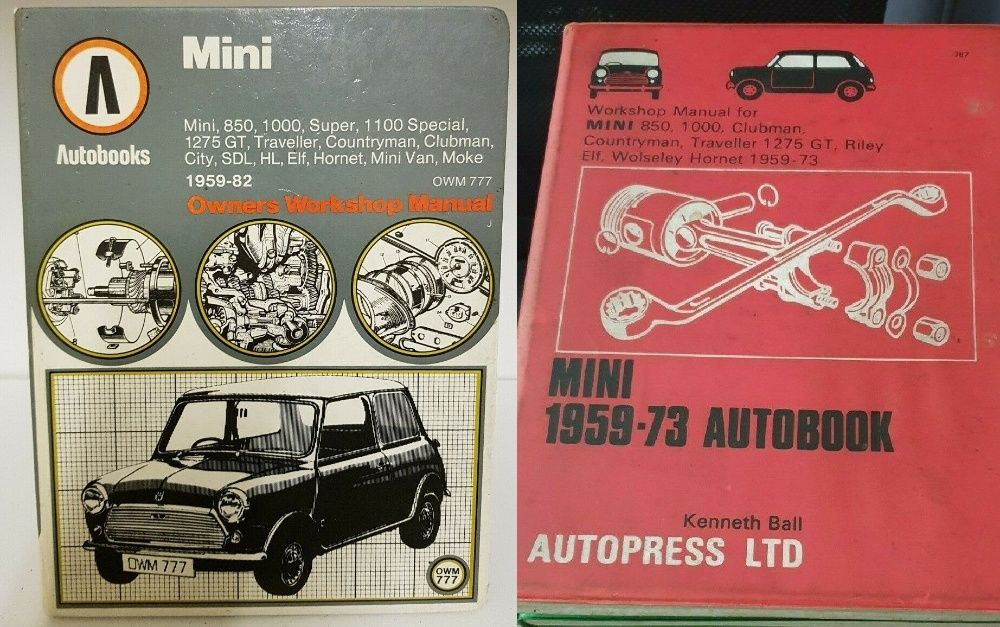 Mini
Autobooks
Mini, 850, 1000, Super, 1100 Special,
1275 GT, Traveller, Countryman, Clubman,
City, SDL, HL, Elf, Hornet, Mini Van, Moke
1959-82
OWM 777
Owners Workshop Manual
OWM 777
OWM
777
787
Workshop Manual for
MINI 850, 1000, Clubman,
Countryman, Traveller 1275 GT, Riley
Elf, Wolseley Hornet 1959-73
MINI
1959-73 AUTOBOOK
Kenneth Ball
AUTOPRESS LTD